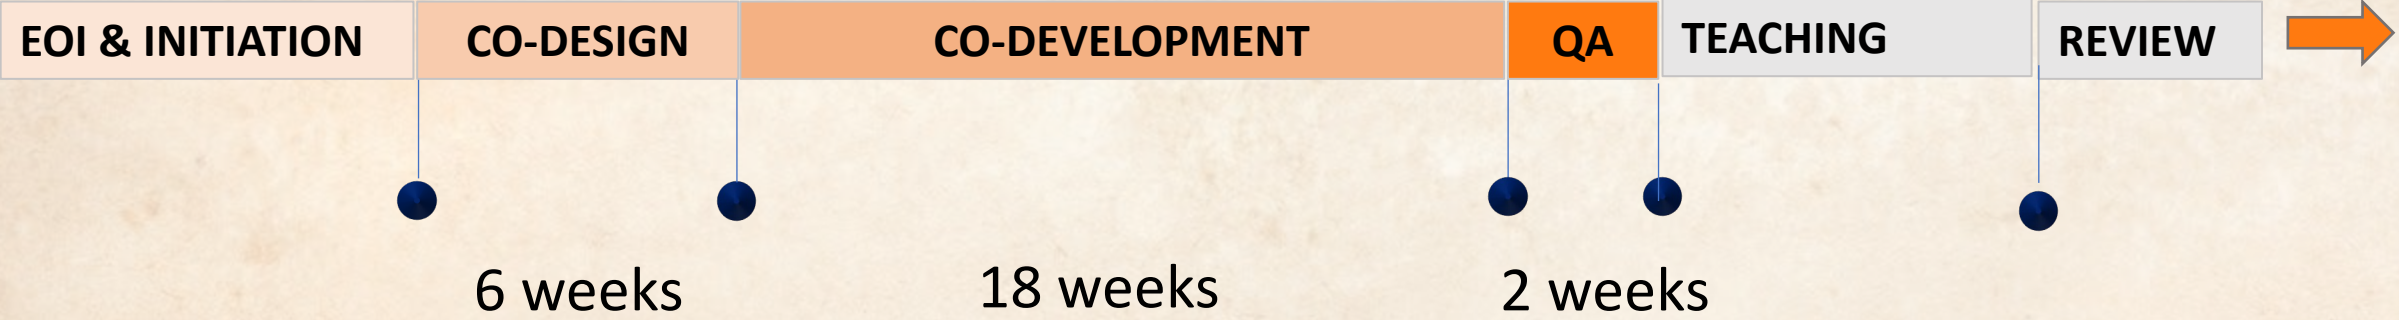 EOI & INITIATION
CO-DESIGN
CO-DEVELOPMENT
QA
TEACHING
REVIEW
6 weeks
18 weeks
2 weeks